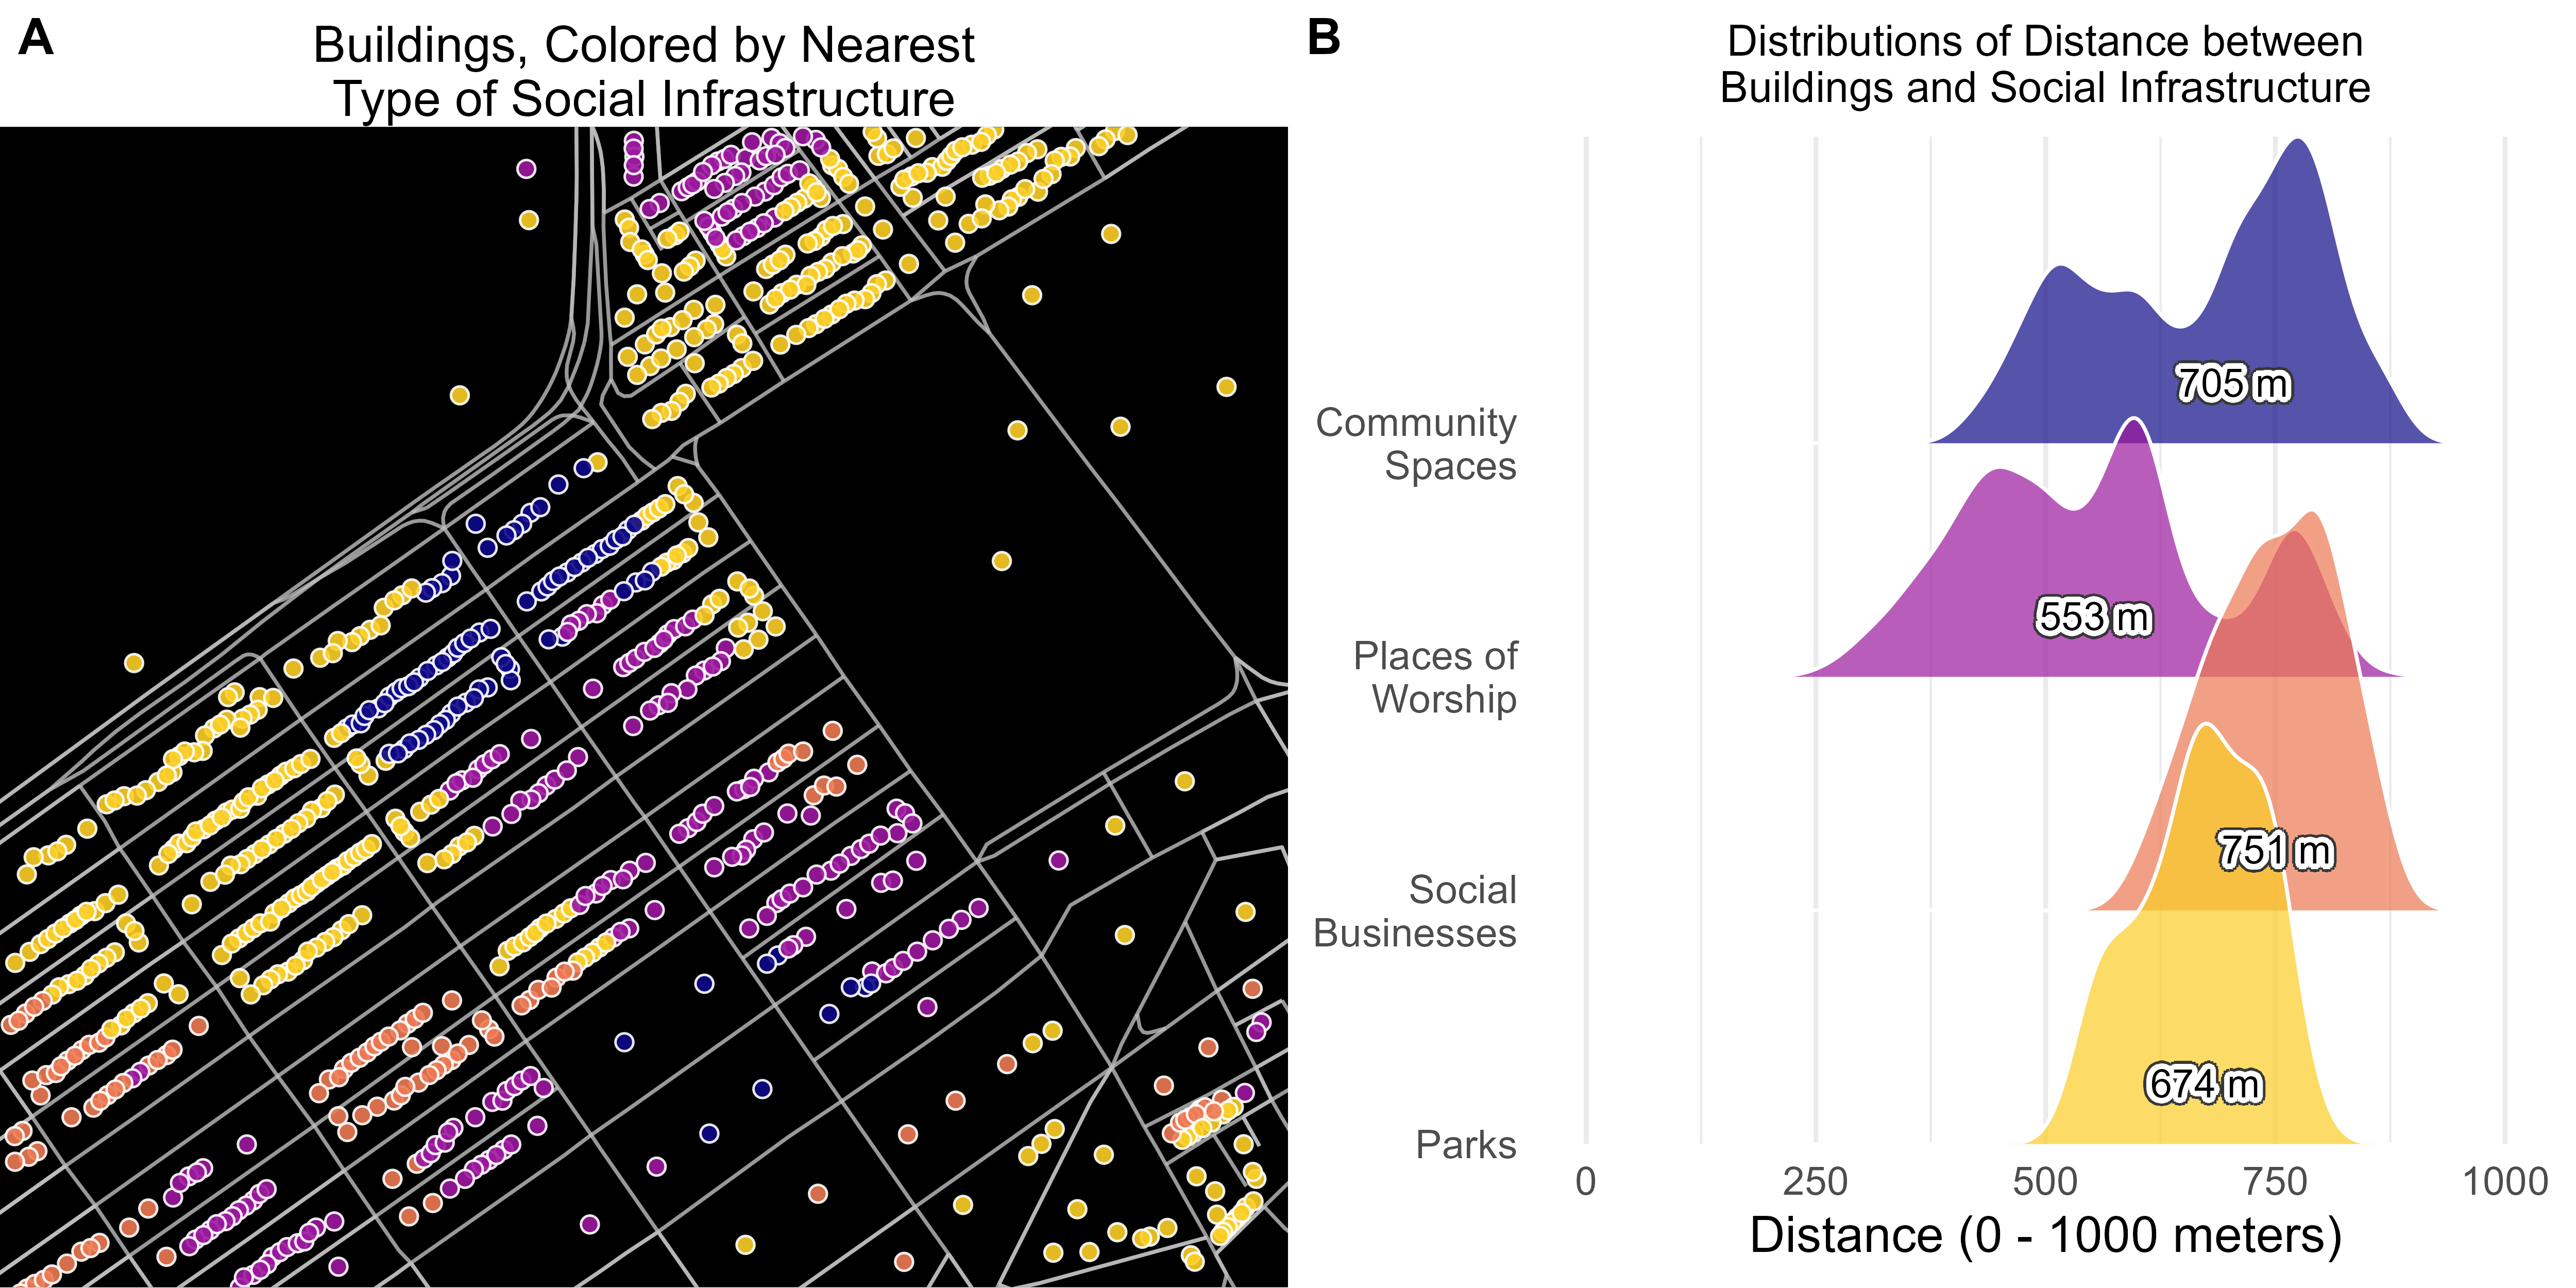 A
Buildings, Colored by Nearest
Type of Social Infrastructure
B
Distributions of Distance between
Buildings and Social Infrastructure
Community
Spaces
705 m
Places of
Worship
553 m
Social
Businesses
751 m
Parks
674 m
0 250 500 750 1000
Distance (0 - 1000 meters)